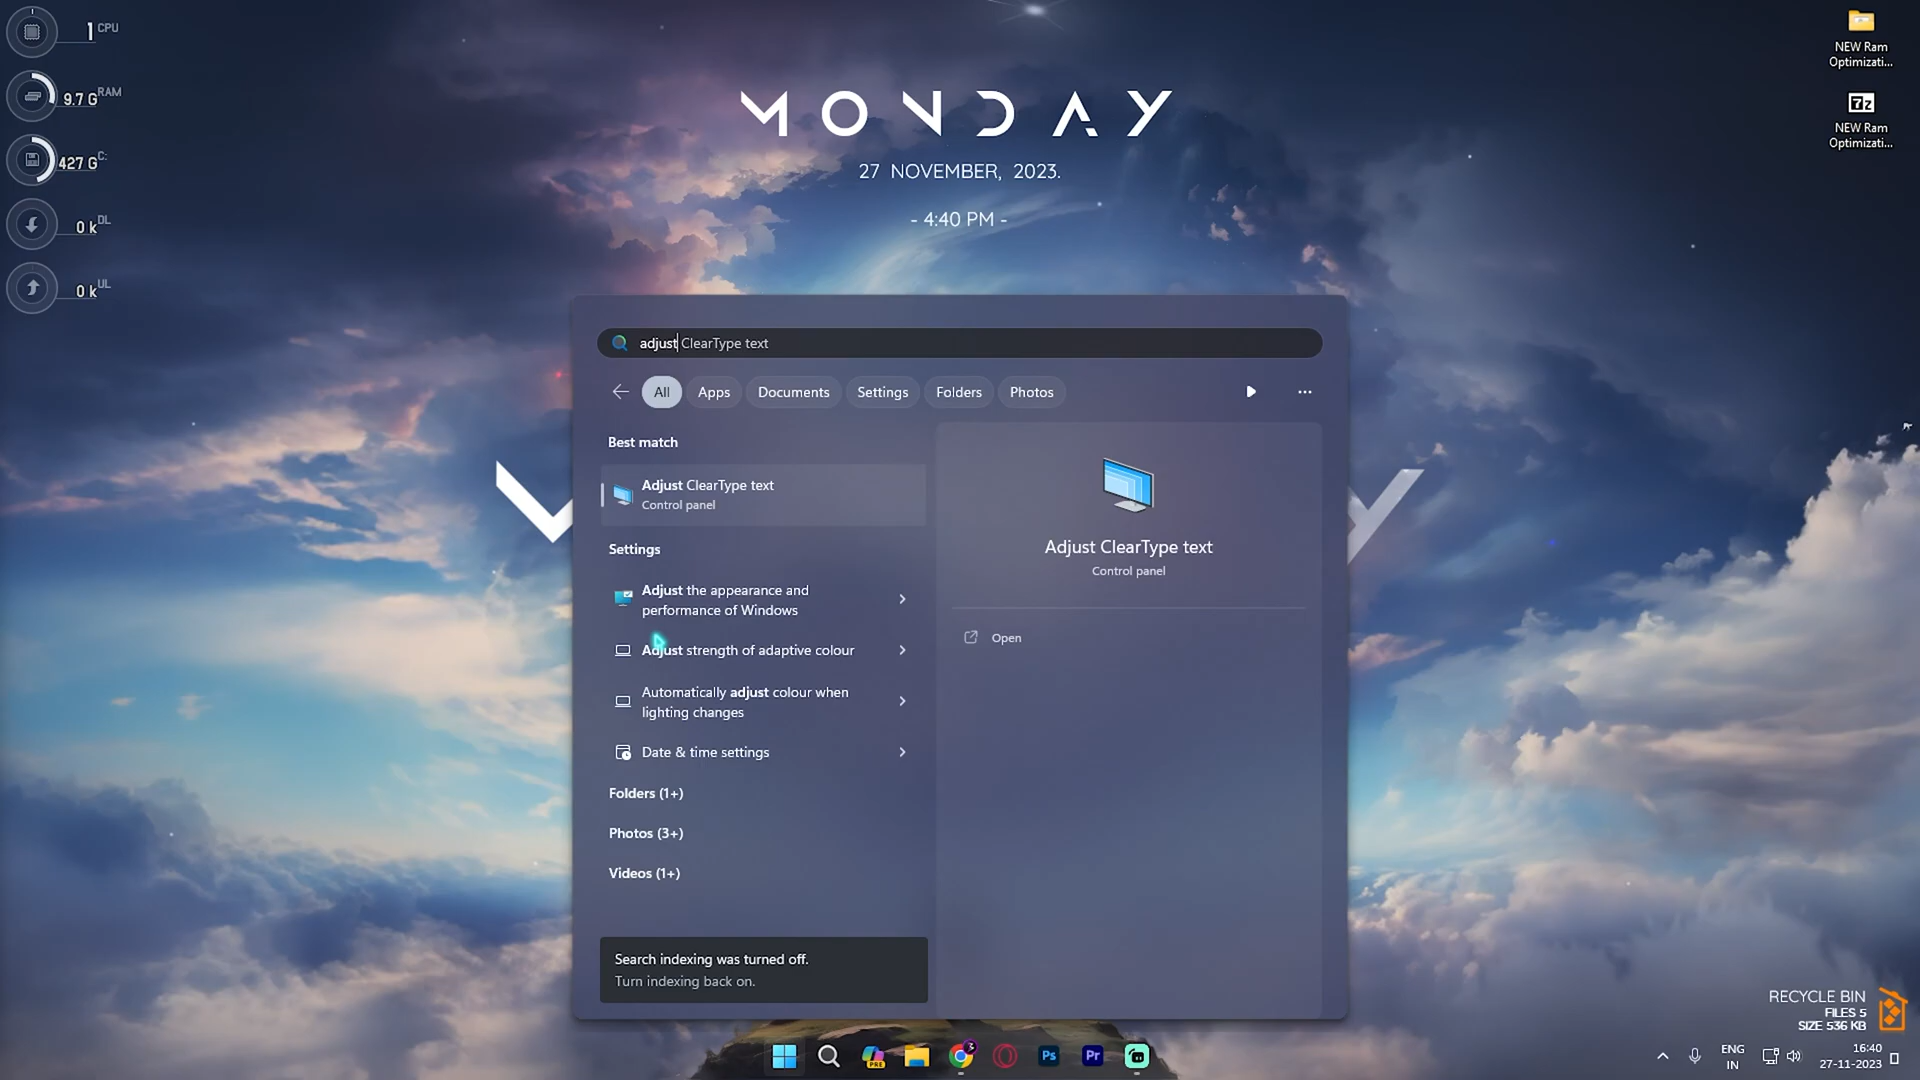 1 CPU
9.7 G RAM
427 G C:
0 k DL
0 k UL
MONDAY
27 NOVEMBER, 2023.
- 4:40 PM -
NEW Ram
Optimizati...
7z
NEW Ram
Optimizati...
adjust ClearType text
All
Apps
Documents
Settings
Folders
Photos
Best match
Adjust ClearType text
Control panel
Settings
Adjust the appearance and
performance of Windows
Adjust strength of adaptive colour
Automatically adjust colour when
lighting changes
Date & time settings
Folders (1+)
Photos (3+)
Videos (1+)
Search indexing was turned off.
Turn indexing back on.
Adjust ClearType text
Control panel
Open
RECYCLE BIN
FILES 5
SIZE 536 KB
PRE
3
Ps
Pr
ENG
IN
16:40
27-11-2023